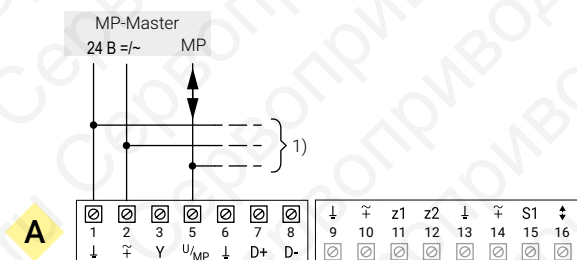 MP-Master
24 В =/~ MP
1)
A
1 2 3 5 6 7 8
⏚ ≂ Y U/MP ⏚ D+ D-
⏚ ≂ z1 z2 ⏚ ≂ S1 ⬍
9 10 11 12 13 14 15 16
Сервопривод